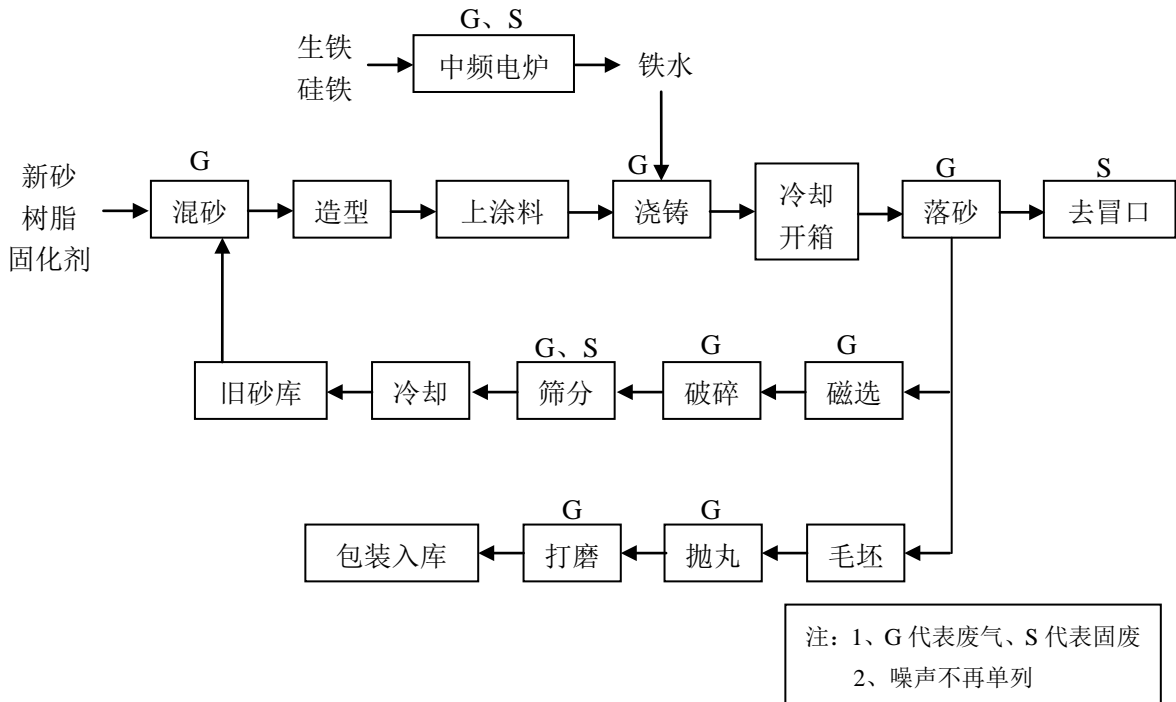 G、S
生铁
硅铁
中频电炉
铁水
新砂
树脂
固化剂
G
混砂
造型
上涂料
G
浇铸
冷却
开箱
G
落砂
S
去冒口
旧砂库
冷却
G、S
筛分
G
破碎
G
磁选
包装入库
G
打磨
G
抛丸
毛坯
注：1、G 代表废气、S 代表固废
2、噪声不再单列